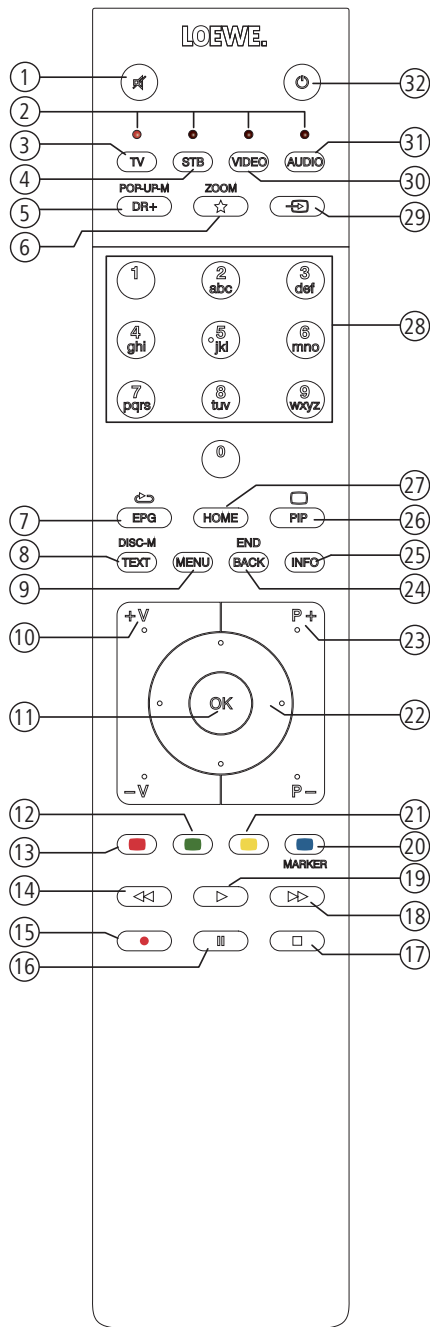 LOEWE.
1
32
2
3
TV
STB
VIDEO
AUDIO
31
4
30
POP-UP-M
ZOOM
5
DR+
29
6
1
2
3
abc
def
28
4
5
6
ghi
jkl
mno
7
8
9
pqrs
tuv
wxyz
0
27
7
EPG
HOME
PIP
26
DISC-M
END
8
TEXT
MENU
BACK
INFO
25
9
24
+V
P+
10
23
11
OK
22
−V
P−
12
21
13
20
MARKER
14
19
18
15
16
17